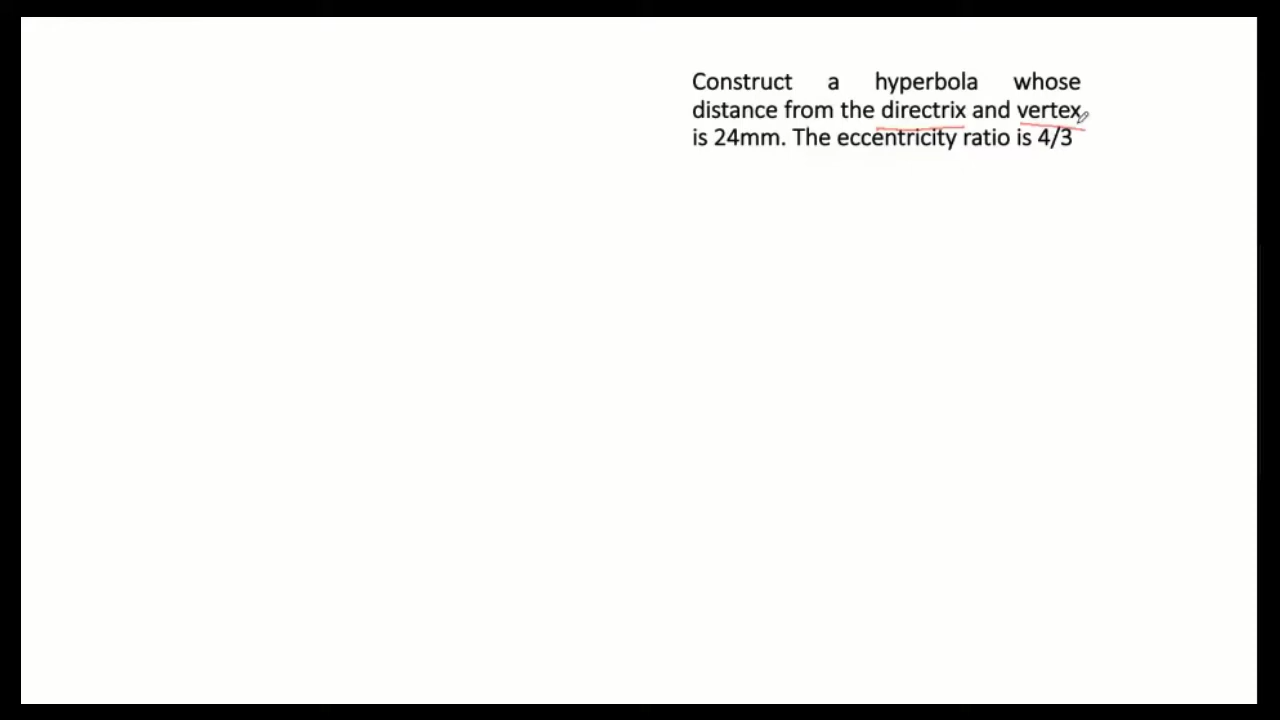 Construct a hyperbola whose
distance from the directrix and vertex
is 24mm. The eccentricity ratio is 4/3